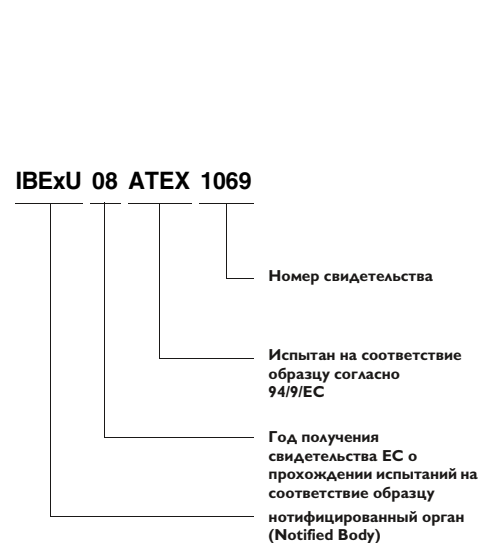 IBExU 08 ATEX 1069
Номер свидетельства
Испытан на соответствие
образцу согласно
94/9/EC
Год получения
свидетельства ЕС о
прохождении испытаний на
соответствие образцу
нотифицированный орган
(Notified Body)